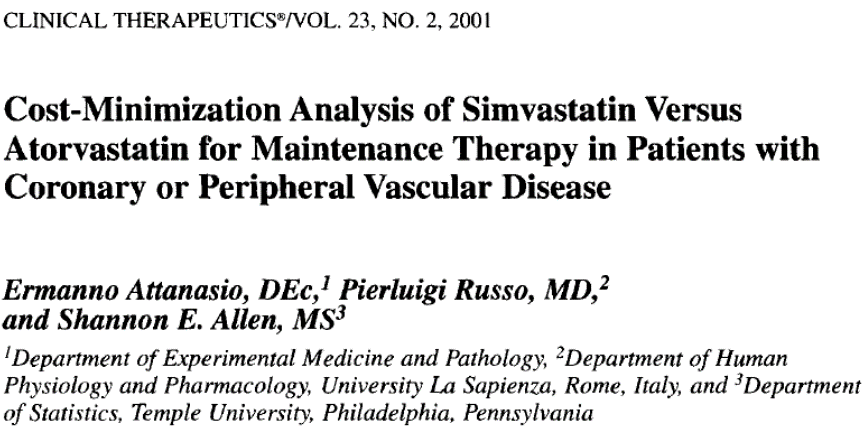 CLINICAL THERAPEUTICS®/VOL. 23, NO. 2, 2001
Cost-Minimization Analysis of Simvastatin Versus
Atorvastatin for Maintenance Therapy in Patients with
Coronary or Peripheral Vascular Disease
Ermanno Attanasio, DEc,¹ Pierluigi Russo, MD,²
and Shannon E. Allen, MS³
¹Department of Experimental Medicine and Pathology, ²Department of Human
Physiology and Pharmacology, University La Sapienza, Rome, Italy, and ³Department
of Statistics, Temple University, Philadelphia, Pennsylvania